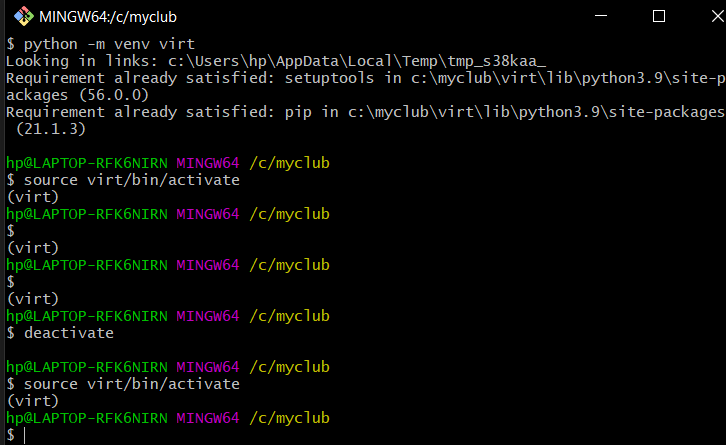 MINGW64:/c/myclub
$ python -m venv virt
Looking in links: c:\Users\hp\AppData\Local\Temp\tmp_s38kaa_
Requirement already satisfied: setuptools in c:\myclub\virt\lib\python3.9\site-p
ackages (56.0.0)
Requirement already satisfied: pip in c:\myclub\virt\lib\python3.9\site-packages
 (21.1.3)
hp@LAPTOP-RFK6NIRN MINGW64 /c/myclub
$ source virt/bin/activate
(virt)
hp@LAPTOP-RFK6NIRN MINGW64 /c/myclub
$
(virt)
hp@LAPTOP-RFK6NIRN MINGW64 /c/myclub
$
(virt)
hp@LAPTOP-RFK6NIRN MINGW64 /c/myclub
$ deactivate
hp@LAPTOP-RFK6NIRN MINGW64 /c/myclub
$ source virt/bin/activate
(virt)
hp@LAPTOP-RFK6NIRN MINGW64 /c/myclub
$